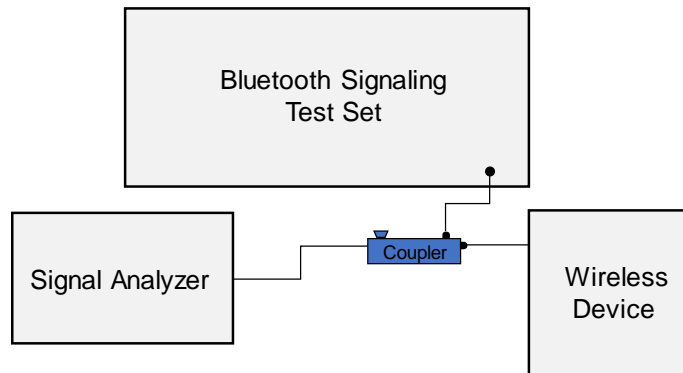 Bluetooth Signaling
Test Set
Signal Analyzer
Coupler
Wireless
Device